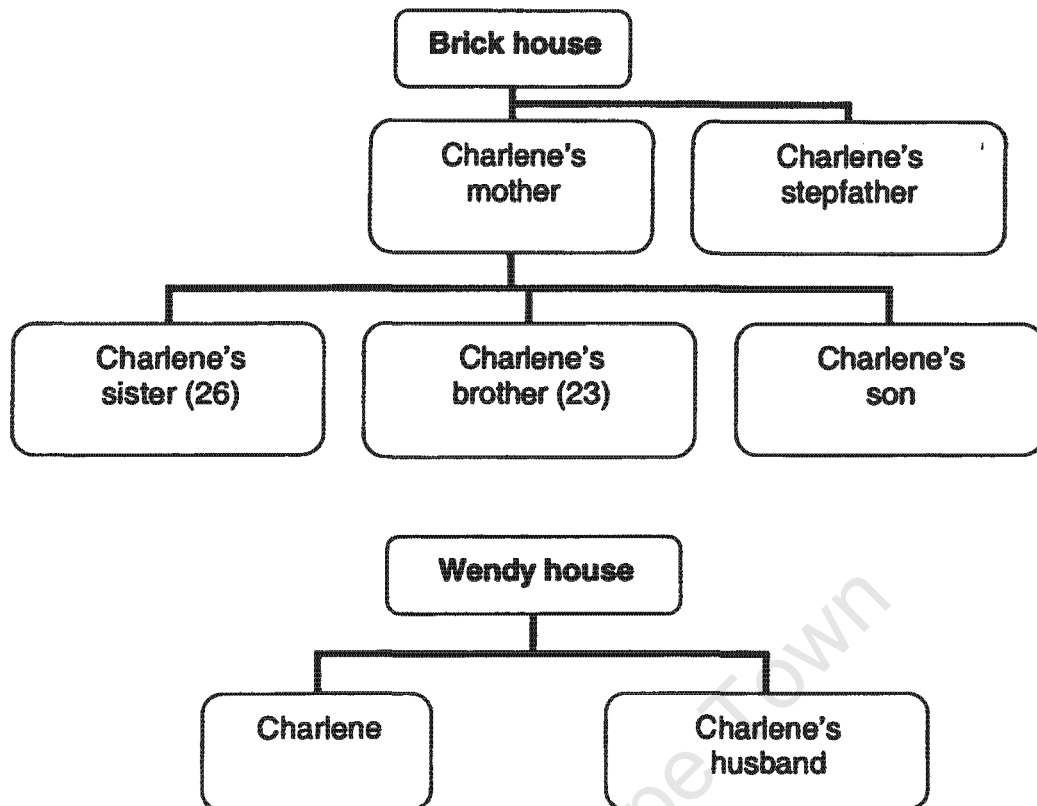 Brick house
Charlene's
mother
Charlene's
stepfather
Charlene's
sister (26)
Charlene's
brother (23)
Charlene's
son
Wendy house
Charlene
Charlene's
husband
Town